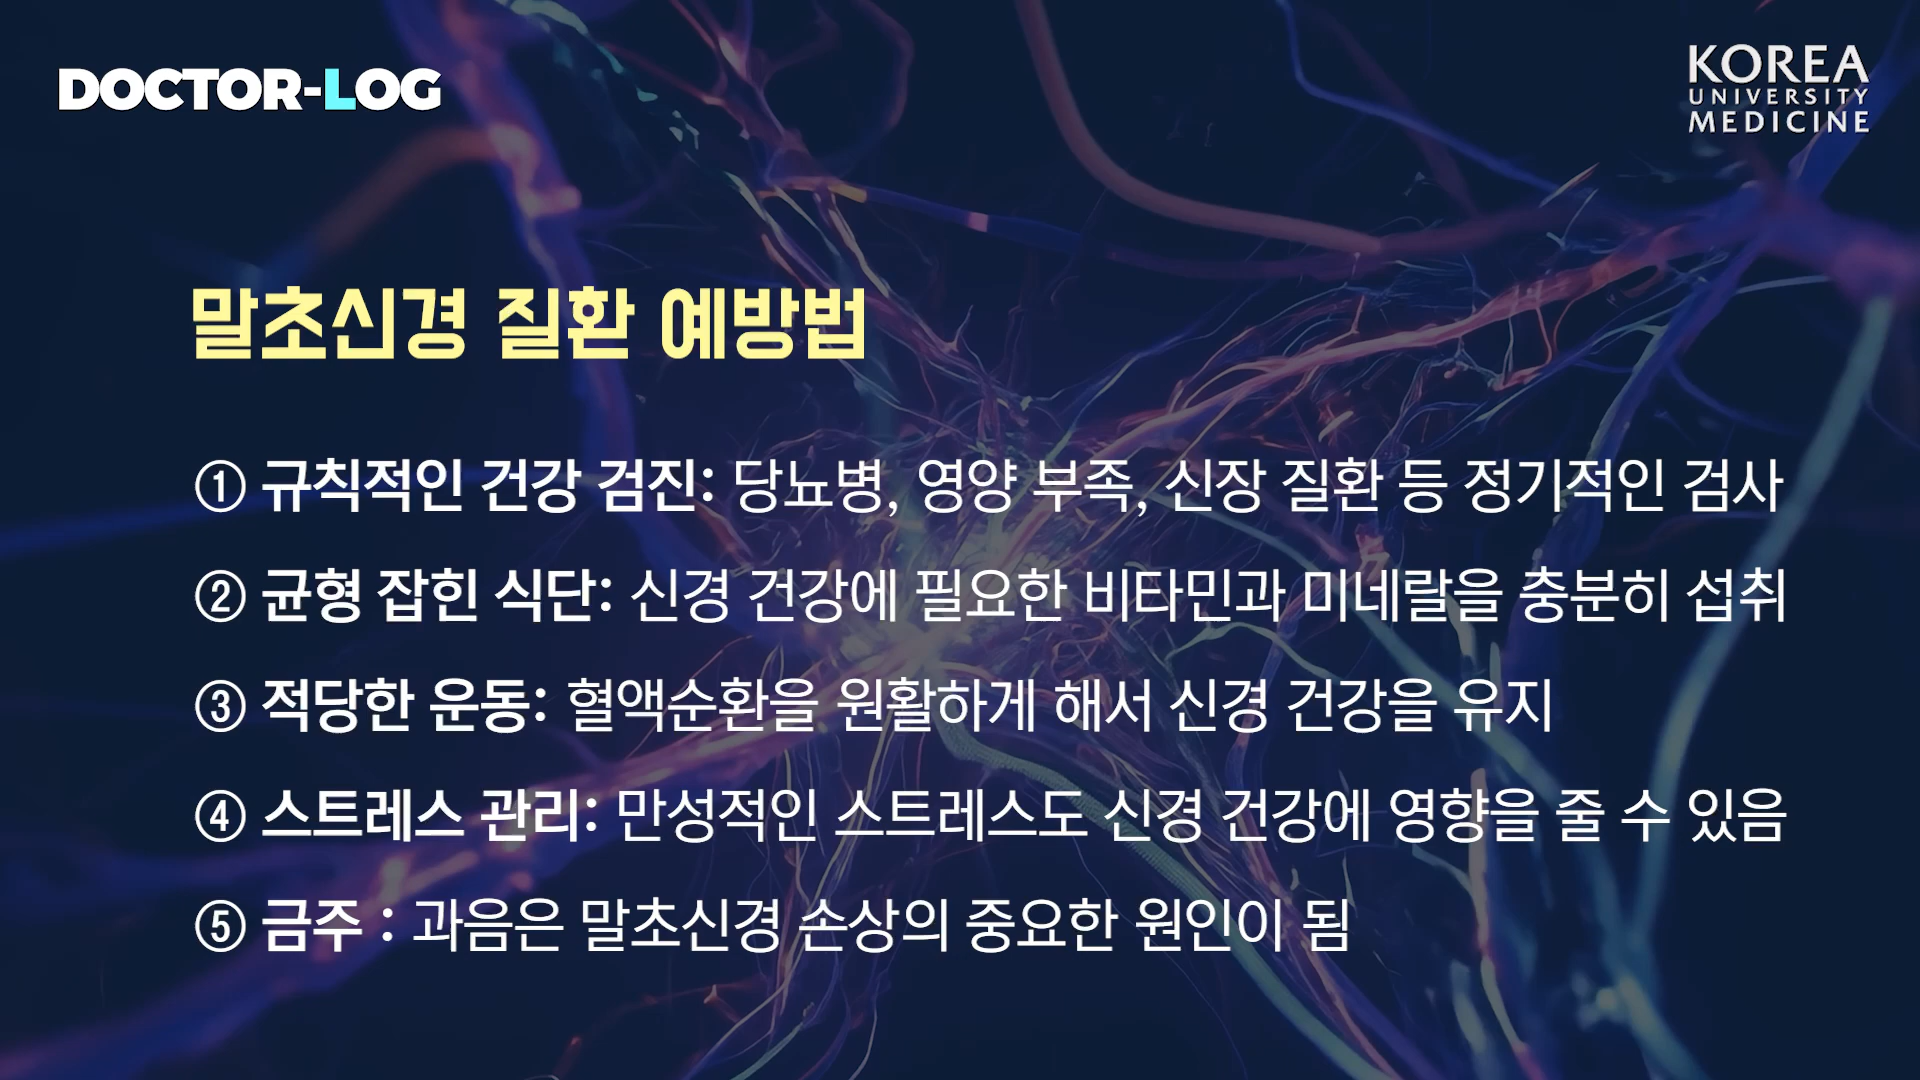 DOCTOR-LOG
KOREA
UNIVERSITY
MEDICINE
말초신경 질환 예방법
① 규칙적인 건강 검진: 당뇨병, 영양 부족, 신장 질환 등 정기적인 검사
② 균형 잡힌 식단: 신경 건강에 필요한 비타민과 미네랄을 충분히 섭취
③ 적당한 운동: 혈액순환을 원활하게 해서 신경 건강을 유지
④ 스트레스 관리: 만성적인 스트레스도 신경 건강에 영향을 줄 수 있음
⑤ 금주 : 과음은 말초신경 손상의 중요한 원인이 됨